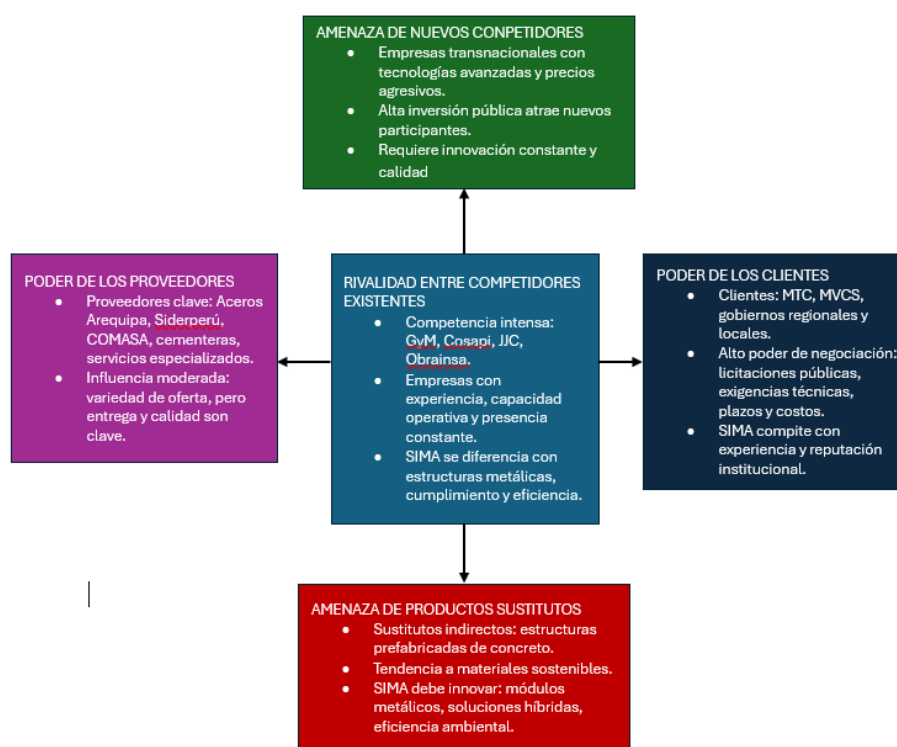 AMENAZA DE NUEVOS CONPETIDORES
● Empresas transnacionales con
tecnologías avanzadas y precios
agresivos.
● Alta inversión pública atrae nuevos
participantes.
● Requiere innovación constante y
calidad
PODER DE LOS PROVEEDORES
● Proveedores clave: Aceros
Arequipa, Siderperú,
COMASA, cementeras,
servicios especializados.
● Influencia moderada:
variedad de oferta, pero
entrega y calidad son
clave.
RIVALIDAD ENTRE COMPETIDORES
EXISTENTES
● Competencia intensa:
GyM, Cosapi, JJC,
Obrainsa.
● Empresas con
experiencia, capacidad
operativa y presencia
constante.
● SIMA se diferencia con
estructuras metálicas,
cumplimiento y eficiencia.
PODER DE LOS CLIENTES
● Clientes: MTC, MVCS,
gobiernos regionales y
locales.
● Alto poder de negociación:
licitaciones públicas,
exigencias técnicas,
plazos y costos.
● SIMA compite con
experiencia y reputación
institucional.
AMENAZA DE PRODUCTOS SUSTITUTOS
● Sustitutos indirectos: estructuras
prefabricadas de concreto.
● Tendencia a materiales sostenibles.
● SIMA debe innovar: módulos
metálicos, soluciones híbridas,
eficiencia ambiental.